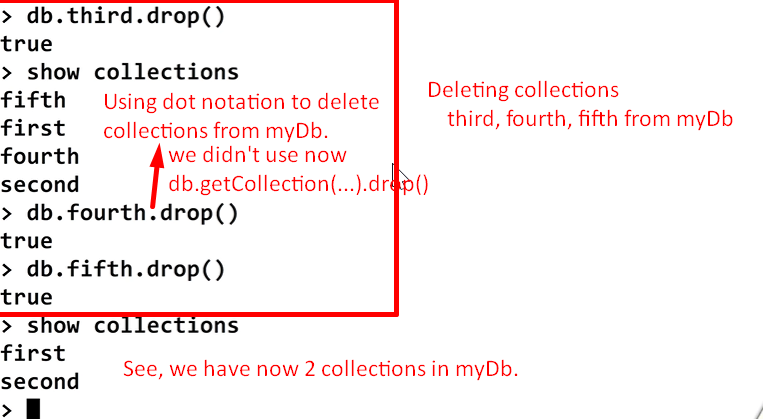 > db.third.drop()
true
> show collections
fifth
first
fourth
second
> db.fourth.drop()
true
> db.fifth.drop()
true
> show collections
first
second
>
Using dot notation to delete
collections from myDb.
we didn't use now
db.getCollection(...).drop()
Deleting collections
third, fourth, fifth from myDb
See, we have now 2 collections in myDb.